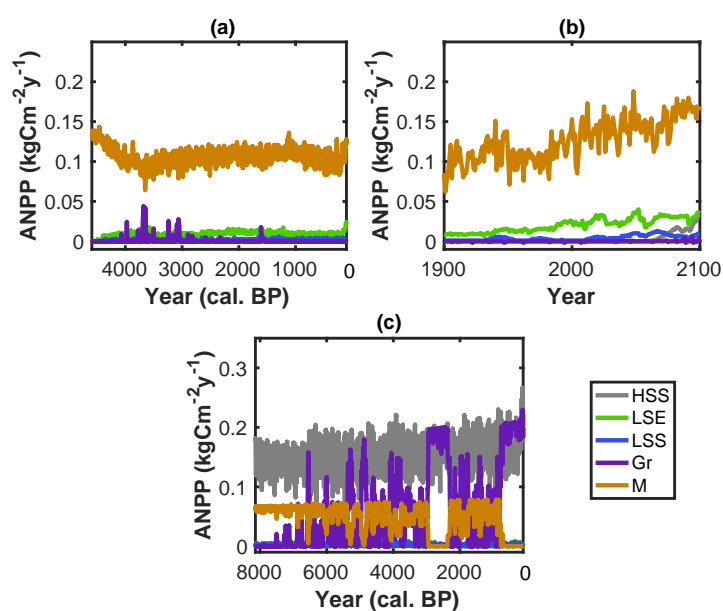 (a)
ANPP (kgCm⁻²y⁻¹)
0.2
0.15
0.1
0.05
0
4000 3000 2000 1000 0
Year (cal. BP)
(b)
ANPP (kgCm⁻²y⁻¹)
0.2
0.15
0.1
0.05
0
1900 2000 2100
Year
(c)
ANPP (kgCm⁻²y⁻¹)
0.3
0.2
0.1
0
8000 6000 4000 2000 0
Year (cal. BP)
HSS
LSE
LSS
Gr
M